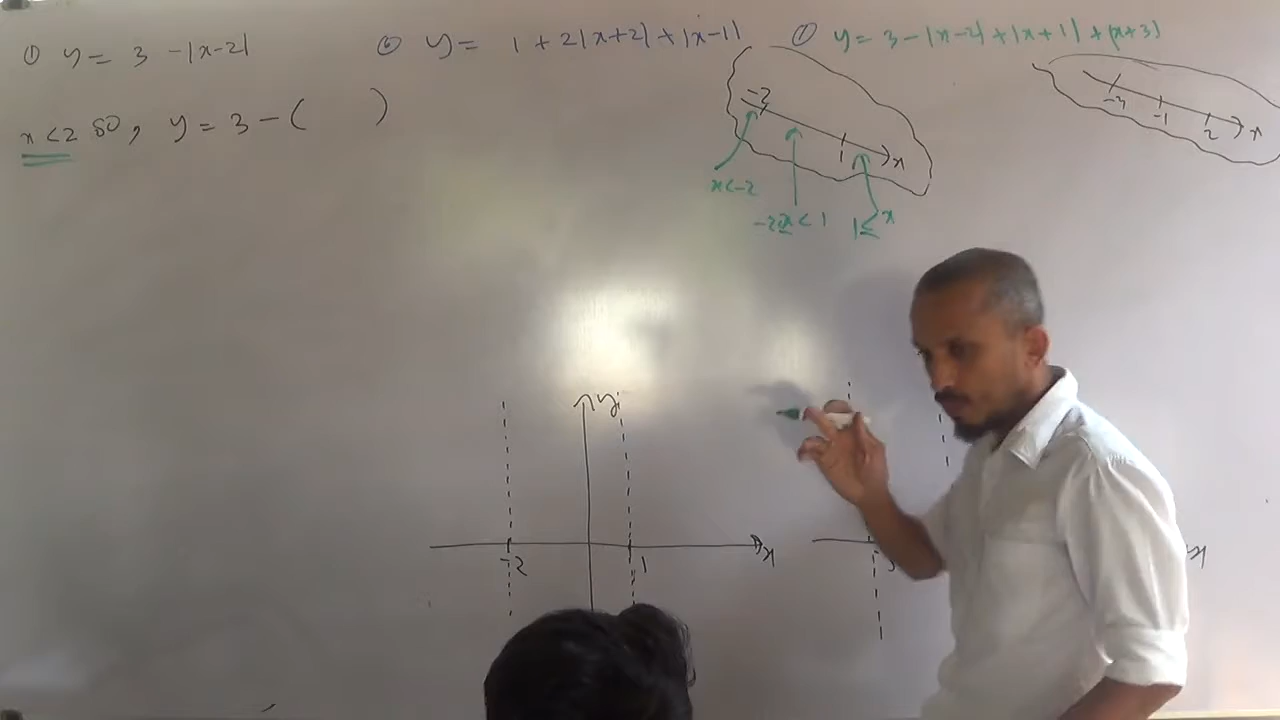 ① y = 3 - |x-2|
② y = 1 + 2|x+2| + |x-1|
y = 3 - |x-2| + |x+1| + (x+3)
x < 2 so, y = 3 - ( )
-2
1
x
x<-2
-2≤x<1
1≤x
-3
-1
2
x
y
-2
1
x
x